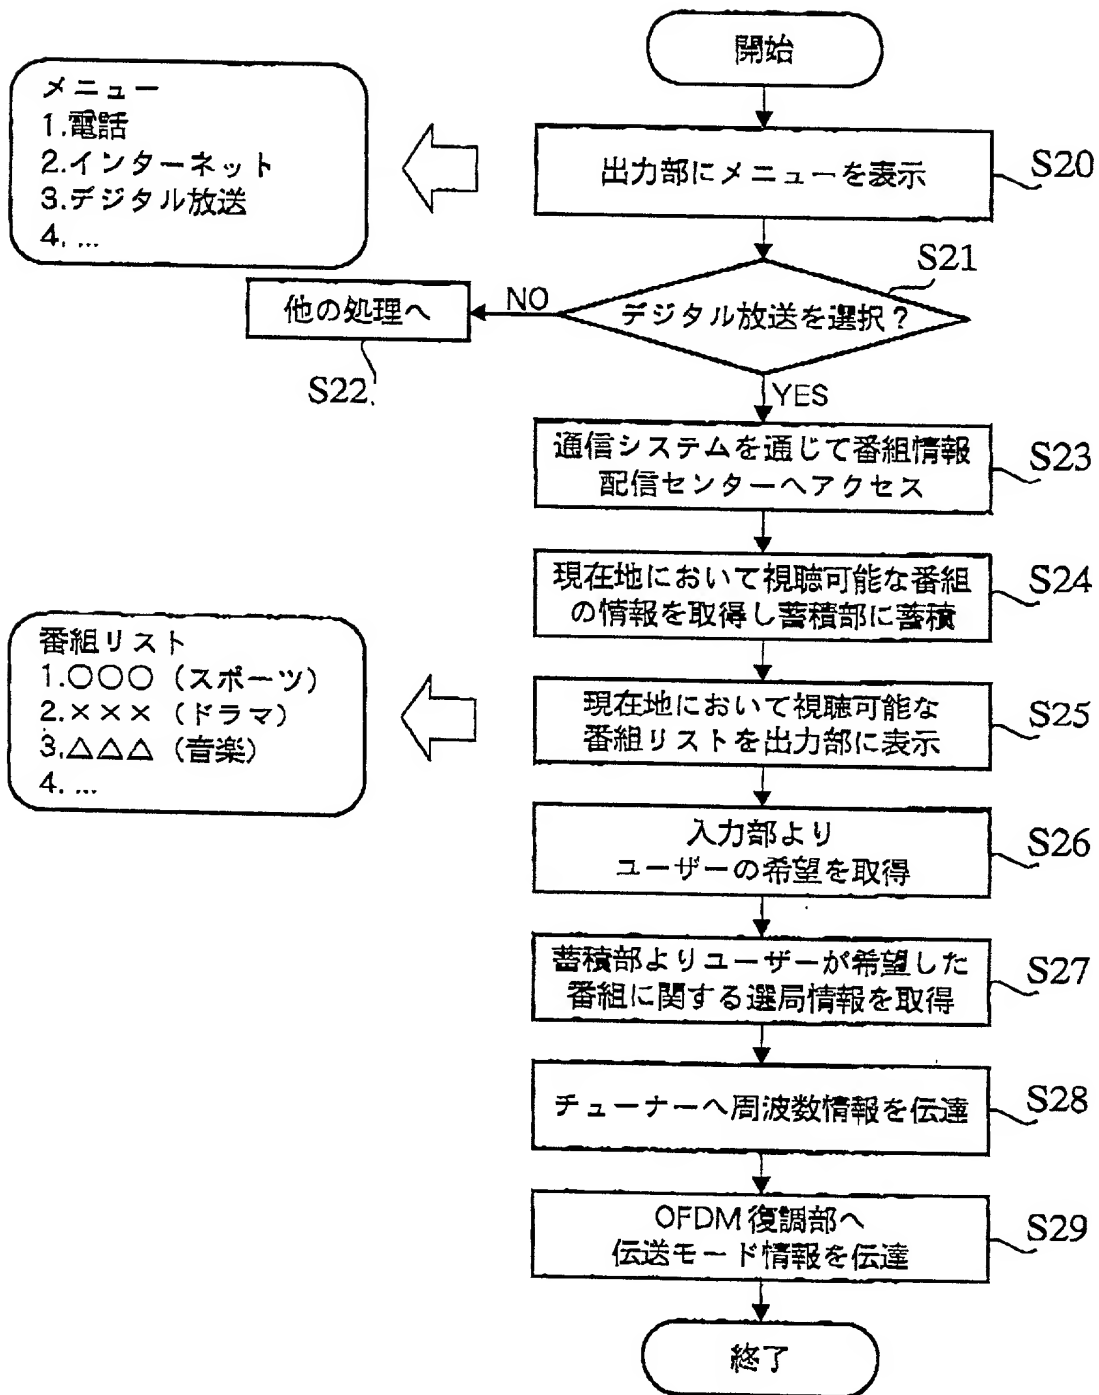 開始
メニュー
1.電話
2.インターネット
3.デジタル放送
4. ...
出力部にメニューを表示
S20
S21
デジタル放送を選択？
NO
他の処理へ
S22
YES
通信システムを通じて番組情報
配信センターへアクセス
S23
現在地において視聴可能な番組
の情報を取得し蓄積部に蓄積
S24
番組リスト
1.○○○（スポーツ）
2.×××（ドラマ）
3.△△△（音楽）
4. ...
現在地において視聴可能な
番組リストを出力部に表示
S25
入力部より
ユーザーの希望を取得
S26
蓄積部よりユーザーが希望した
番組に関する選局情報を取得
S27
チューナーへ周波数情報を伝達
S28
OFDM復調部へ
伝送モード情報を伝達
S29
終了